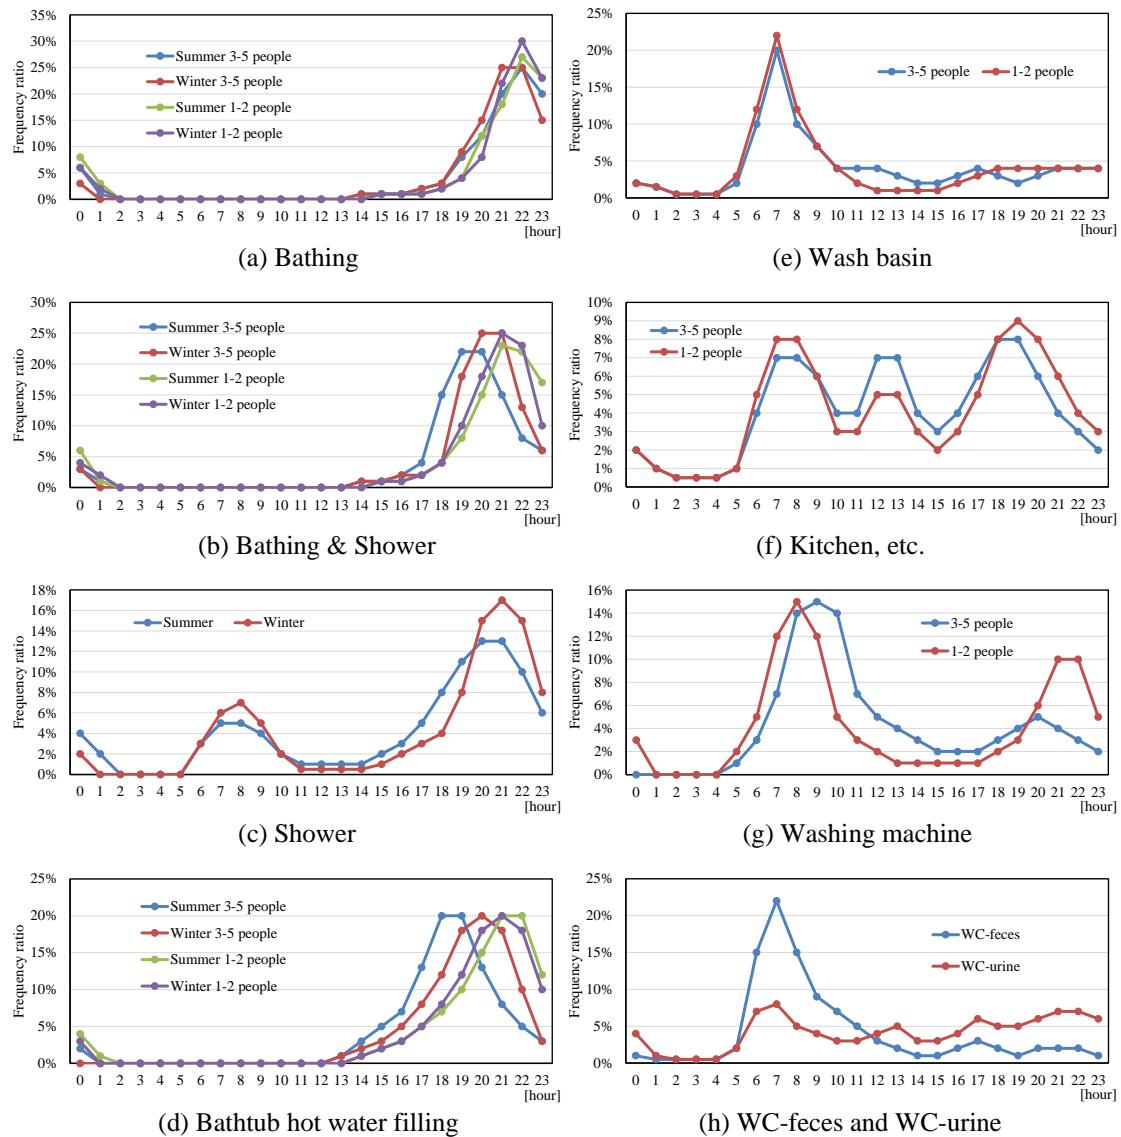 35%
30%
25%
20%
15%
10%
5%
0%
Frequency ratio
Summer 3-5 people
Winter 3-5 people
Summer 1-2 people
Winter 1-2 people
0 1 2 3 4 5 6 7 8 9 10 11 12 13 14 15 16 17 18 19 20 21 22 23
[hour]
(a) Bathing
25%
20%
15%
10%
5%
0%
Frequency ratio
3-5 people 1-2 people
0 1 2 3 4 5 6 7 8 9 10 11 12 13 14 15 16 17 18 19 20 21 22 23
[hour]
(e) Wash basin
30%
25%
20%
15%
10%
5%
0%
Frequency ratio
Summer 3-5 people
Winter 3-5 people
Summer 1-2 people
Winter 1-2 people
0 1 2 3 4 5 6 7 8 9 10 11 12 13 14 15 16 17 18 19 20 21 22 23
[hour]
(b) Bathing & Shower
10%
9%
8%
7%
6%
5%
4%
3%
2%
1%
0%
Frequency ratio
3-5 people
1-2 people
0 1 2 3 4 5 6 7 8 9 10 11 12 13 14 15 16 17 18 19 20 21 22 23
[hour]
(f) Kitchen, etc.
18%
16%
14%
12%
10%
8%
6%
4%
2%
0%
Frequency ratio
Summer Winter
0 1 2 3 4 5 6 7 8 9 10 11 12 13 14 15 16 17 18 19 20 21 22 23
[hour]
(c) Shower
16%
14%
12%
10%
8%
6%
4%
2%
0%
Frequency ratio
3-5 people
1-2 people
0 1 2 3 4 5 6 7 8 9 10 11 12 13 14 15 16 17 18 19 20 21 22 23
[hour]
(g) Washing machine
25%
20%
15%
10%
5%
0%
Frequency ratio
Summer 3-5 people
Winter 3-5 people
Summer 1-2 people
Winter 1-2 people
0 1 2 3 4 5 6 7 8 9 10 11 12 13 14 15 16 17 18 19 20 21 22 23
[hour]
(d) Bathtub hot water filling
25%
20%
15%
10%
5%
0%
Frequency ratio
WC-feces
WC-urine
0 1 2 3 4 5 6 7 8 9 10 11 12 13 14 15 16 17 18 19 20 21 22 23
[hour]
(h) WC-feces and WC-urine